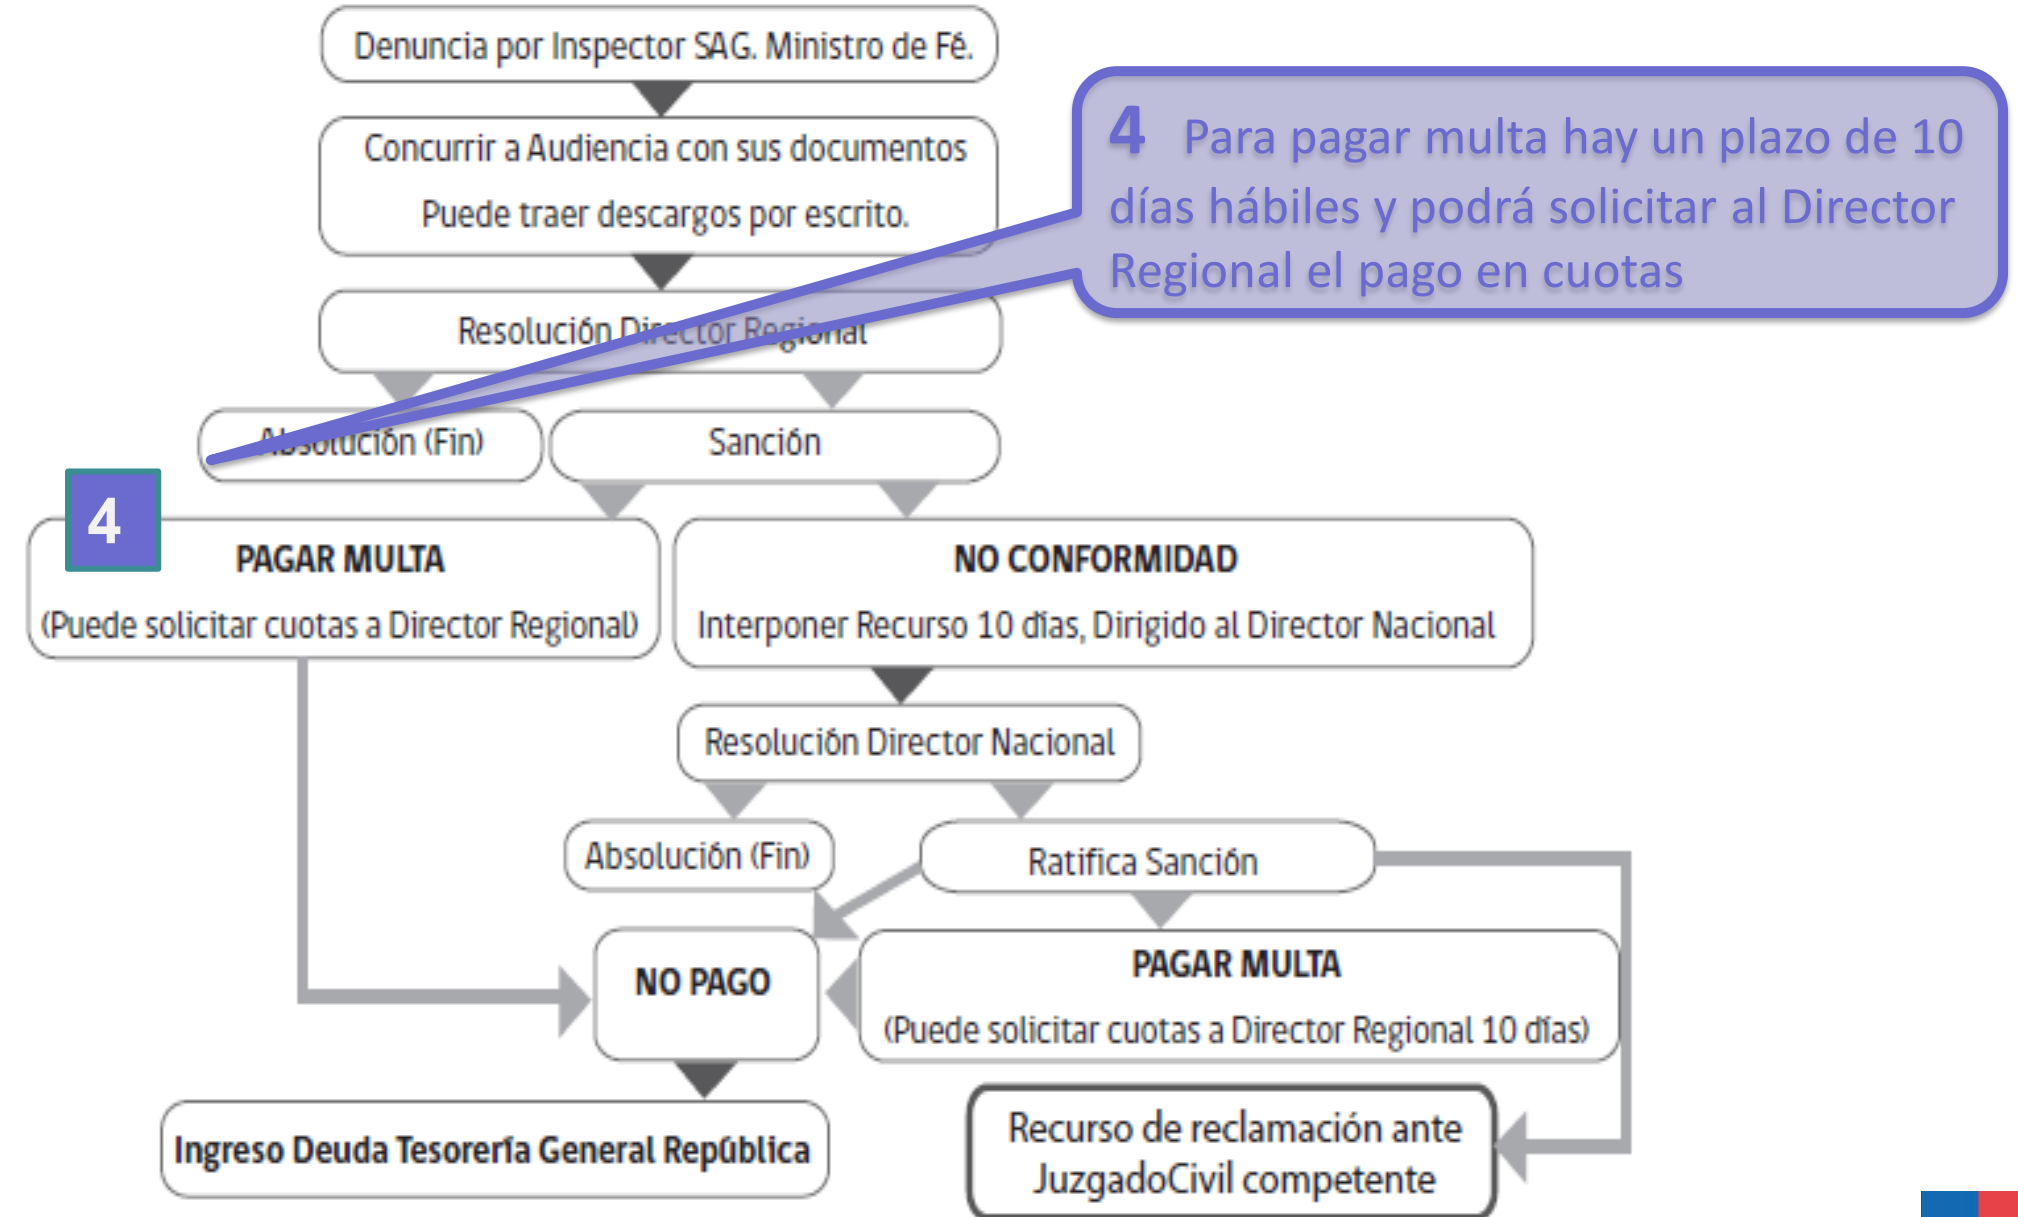 Denuncia por Inspector SAG. Ministro de Fé.
Concurrir a Audiencia con sus documentos
Puede traer descargos por escrito.
4 Para pagar multa hay un plazo de 10
días hábiles y podrá solicitar al Director
Regional el pago en cuotas
Resolución Director Regional
Absolución (Fin)
Sanción
4
PAGAR MULTA
(Puede solicitar cuotas a Director Regional)
NO CONFORMIDAD
Interponer Recurso 10 días, Dirigido al Director Nacional
Resolución Director Nacional
Absolución (Fin)
Ratifica Sanción
NO PAGO
PAGAR MULTA
(Puede solicitar cuotas a Director Regional 10 días)
Ingreso Deuda Tesorería General República
Recurso de reclamación ante
JuzgadoCivil competente